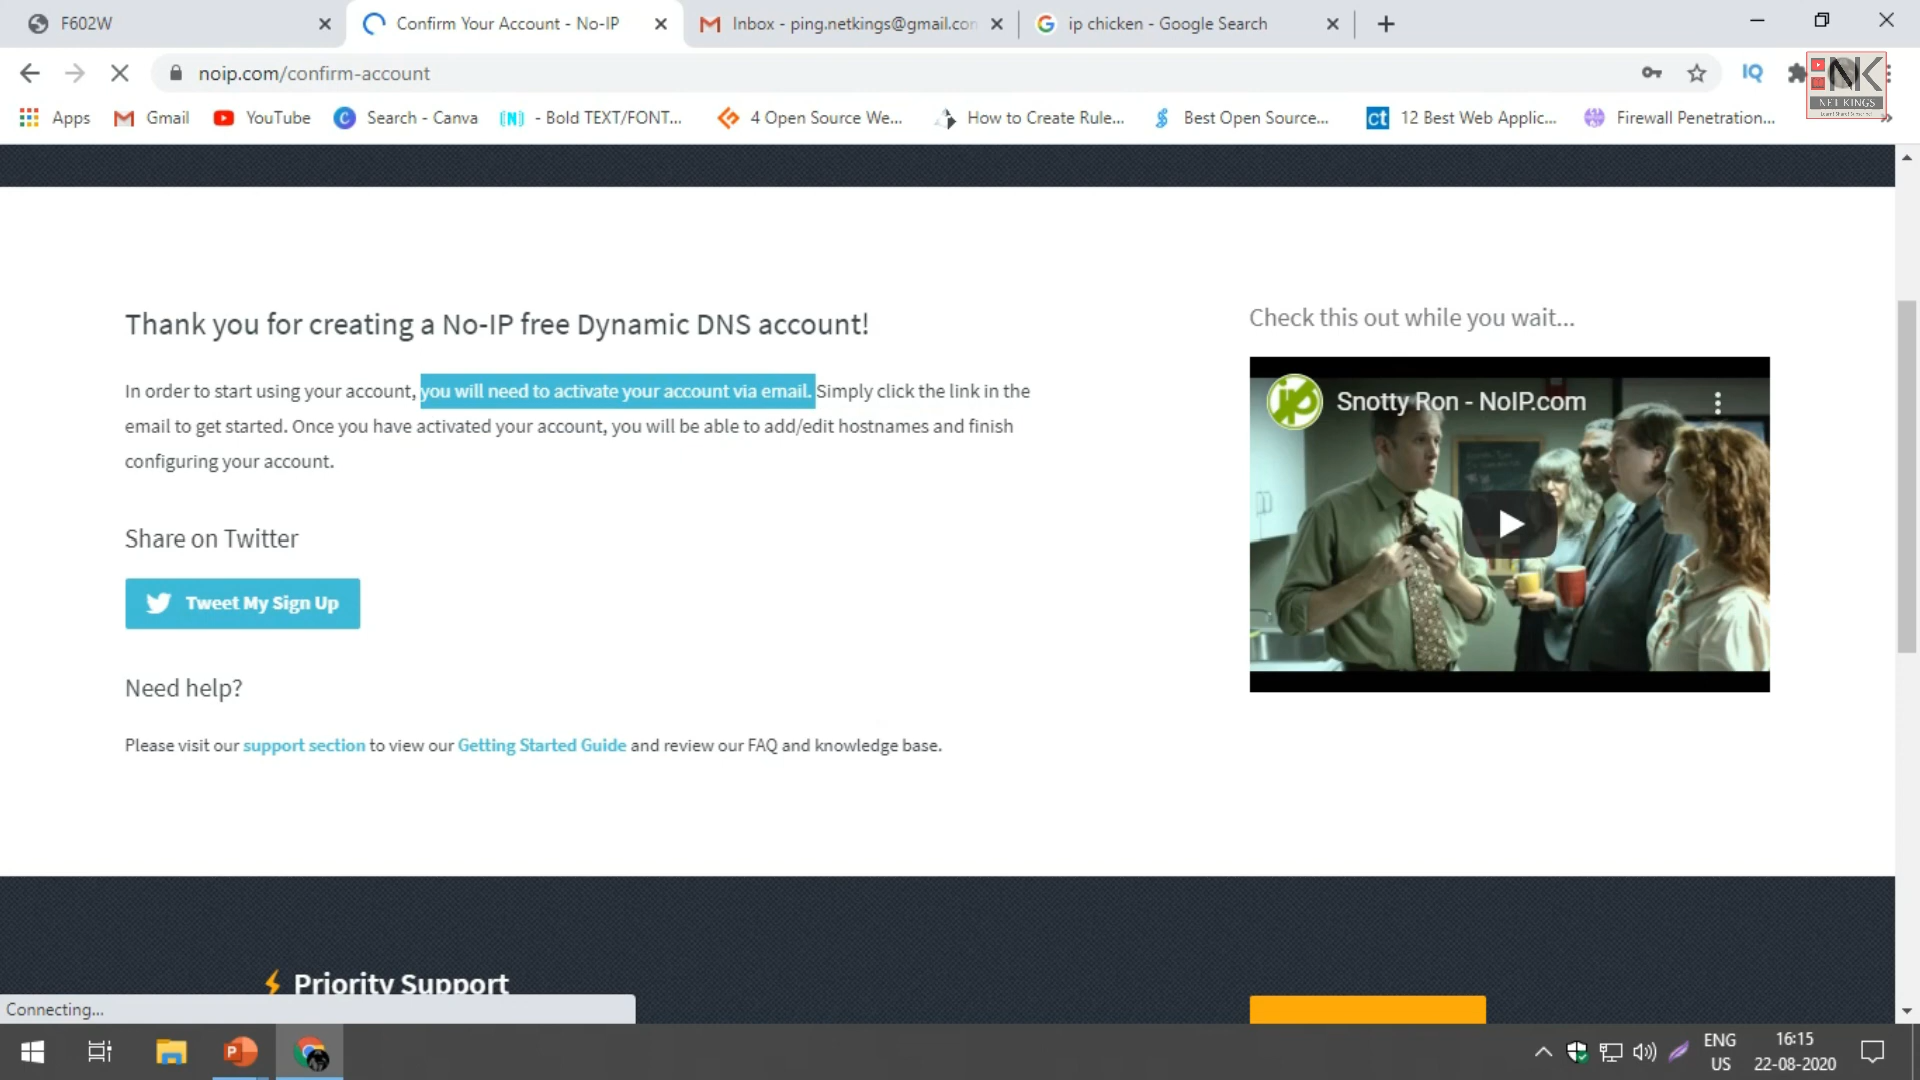 F602W
Confirm Your Account - No-IP
Inbox - ping.netkings@gmail.con
ip chicken - Google Search
noip.com/confirm-account
IQ
NK
NET KINGS
Apps
Gmail
YouTube
Search - Canva
[N]
- Bold TEXT/FONT...
4 Open Source We...
How to Create Rule...
Best Open Source...
ct
12 Best Web Applic...
Firewall Penetration...
Thank you for creating a No-IP free Dynamic DNS account!
In order to start using your account, you will need to activate your account via email. Simply click the link in the
email to get started. Once you have activated your account, you will be able to add/edit hostnames and finish
configuring your account.
Share on Twitter
Tweet My Sign Up
Need help?
Please visit our support section to view our Getting Started Guide and review our FAQ and knowledge base.
Check this out while you wait...
ip
Snotty Ron - NoIP.com
Priority Support
Connecting...
ENG
US
16:15
22-08-2020